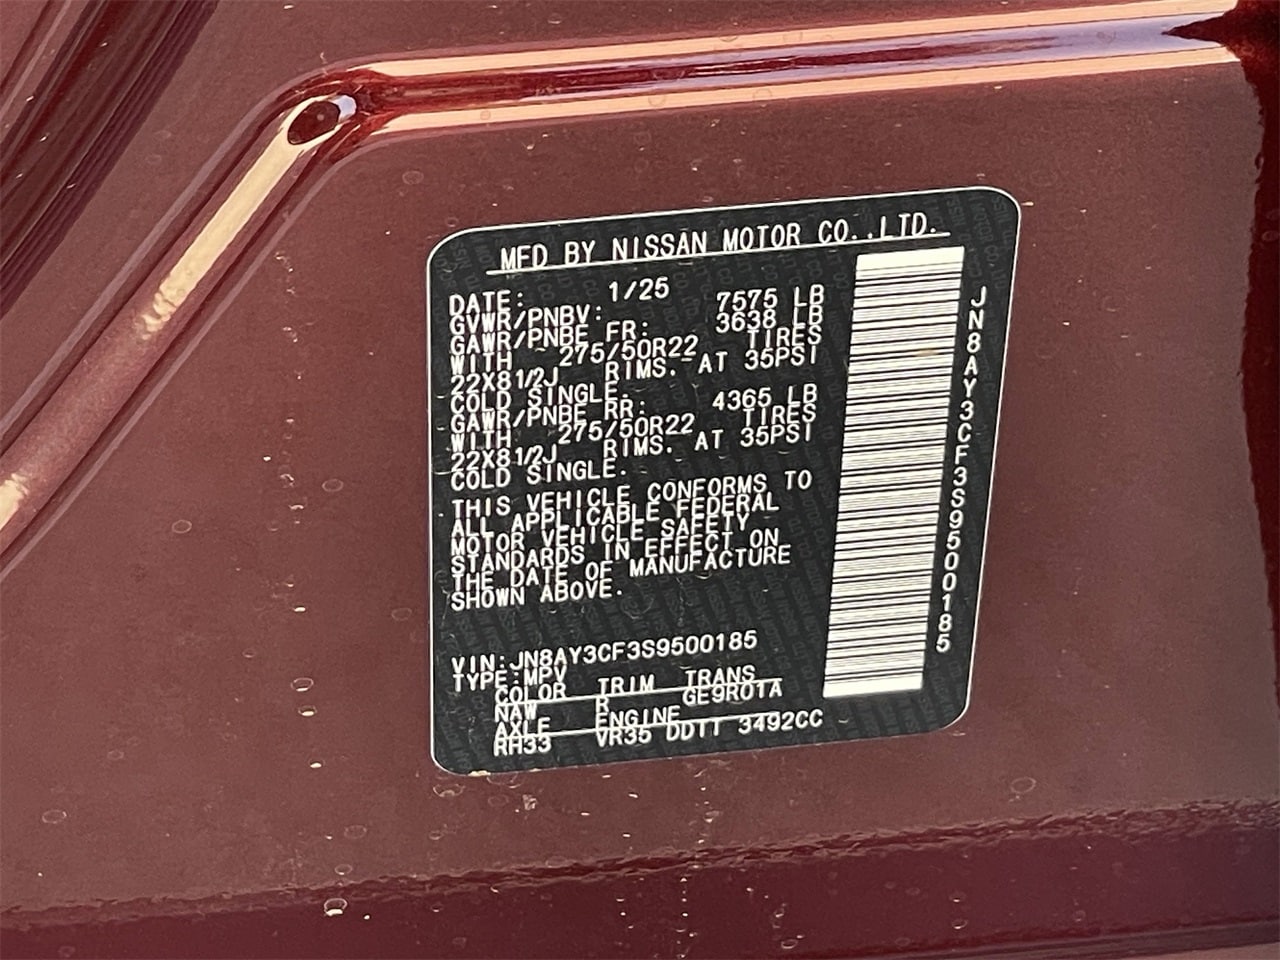 MFD BY NISSAN MOTOR CO.,LTD.
DATE: 1/25
GVWR/PNBV: 7575 LB
GAWR/PNBE FR: 3638 LB
WITH 275/50R22 TIRES
22X81/2J RIMS. AT 35PSI
COLD SINGLE.
GAWR/PNBE RR: 4365 LB
WITH 275/50R22 TIRES
22X81/2J RIMS. AT 35PSI
COLD SINGLE.
THIS VEHICLE CONFORMS TO
ALL APPLICABLE FEDERAL
MOTOR VEHICLE SAFETY
STANDARDS IN EFFECT ON
THE DATE OF MANUFACTURE
SHOWN ABOVE.
VIN:JN8AY3CF3S9500185
TYPE:MPV
COLOR TRIM TRANS
NAW R GE9R01A
AXLE ENGINE
RH33 VR35 DDTT 3492CC
JN8AY3CF3S9500185